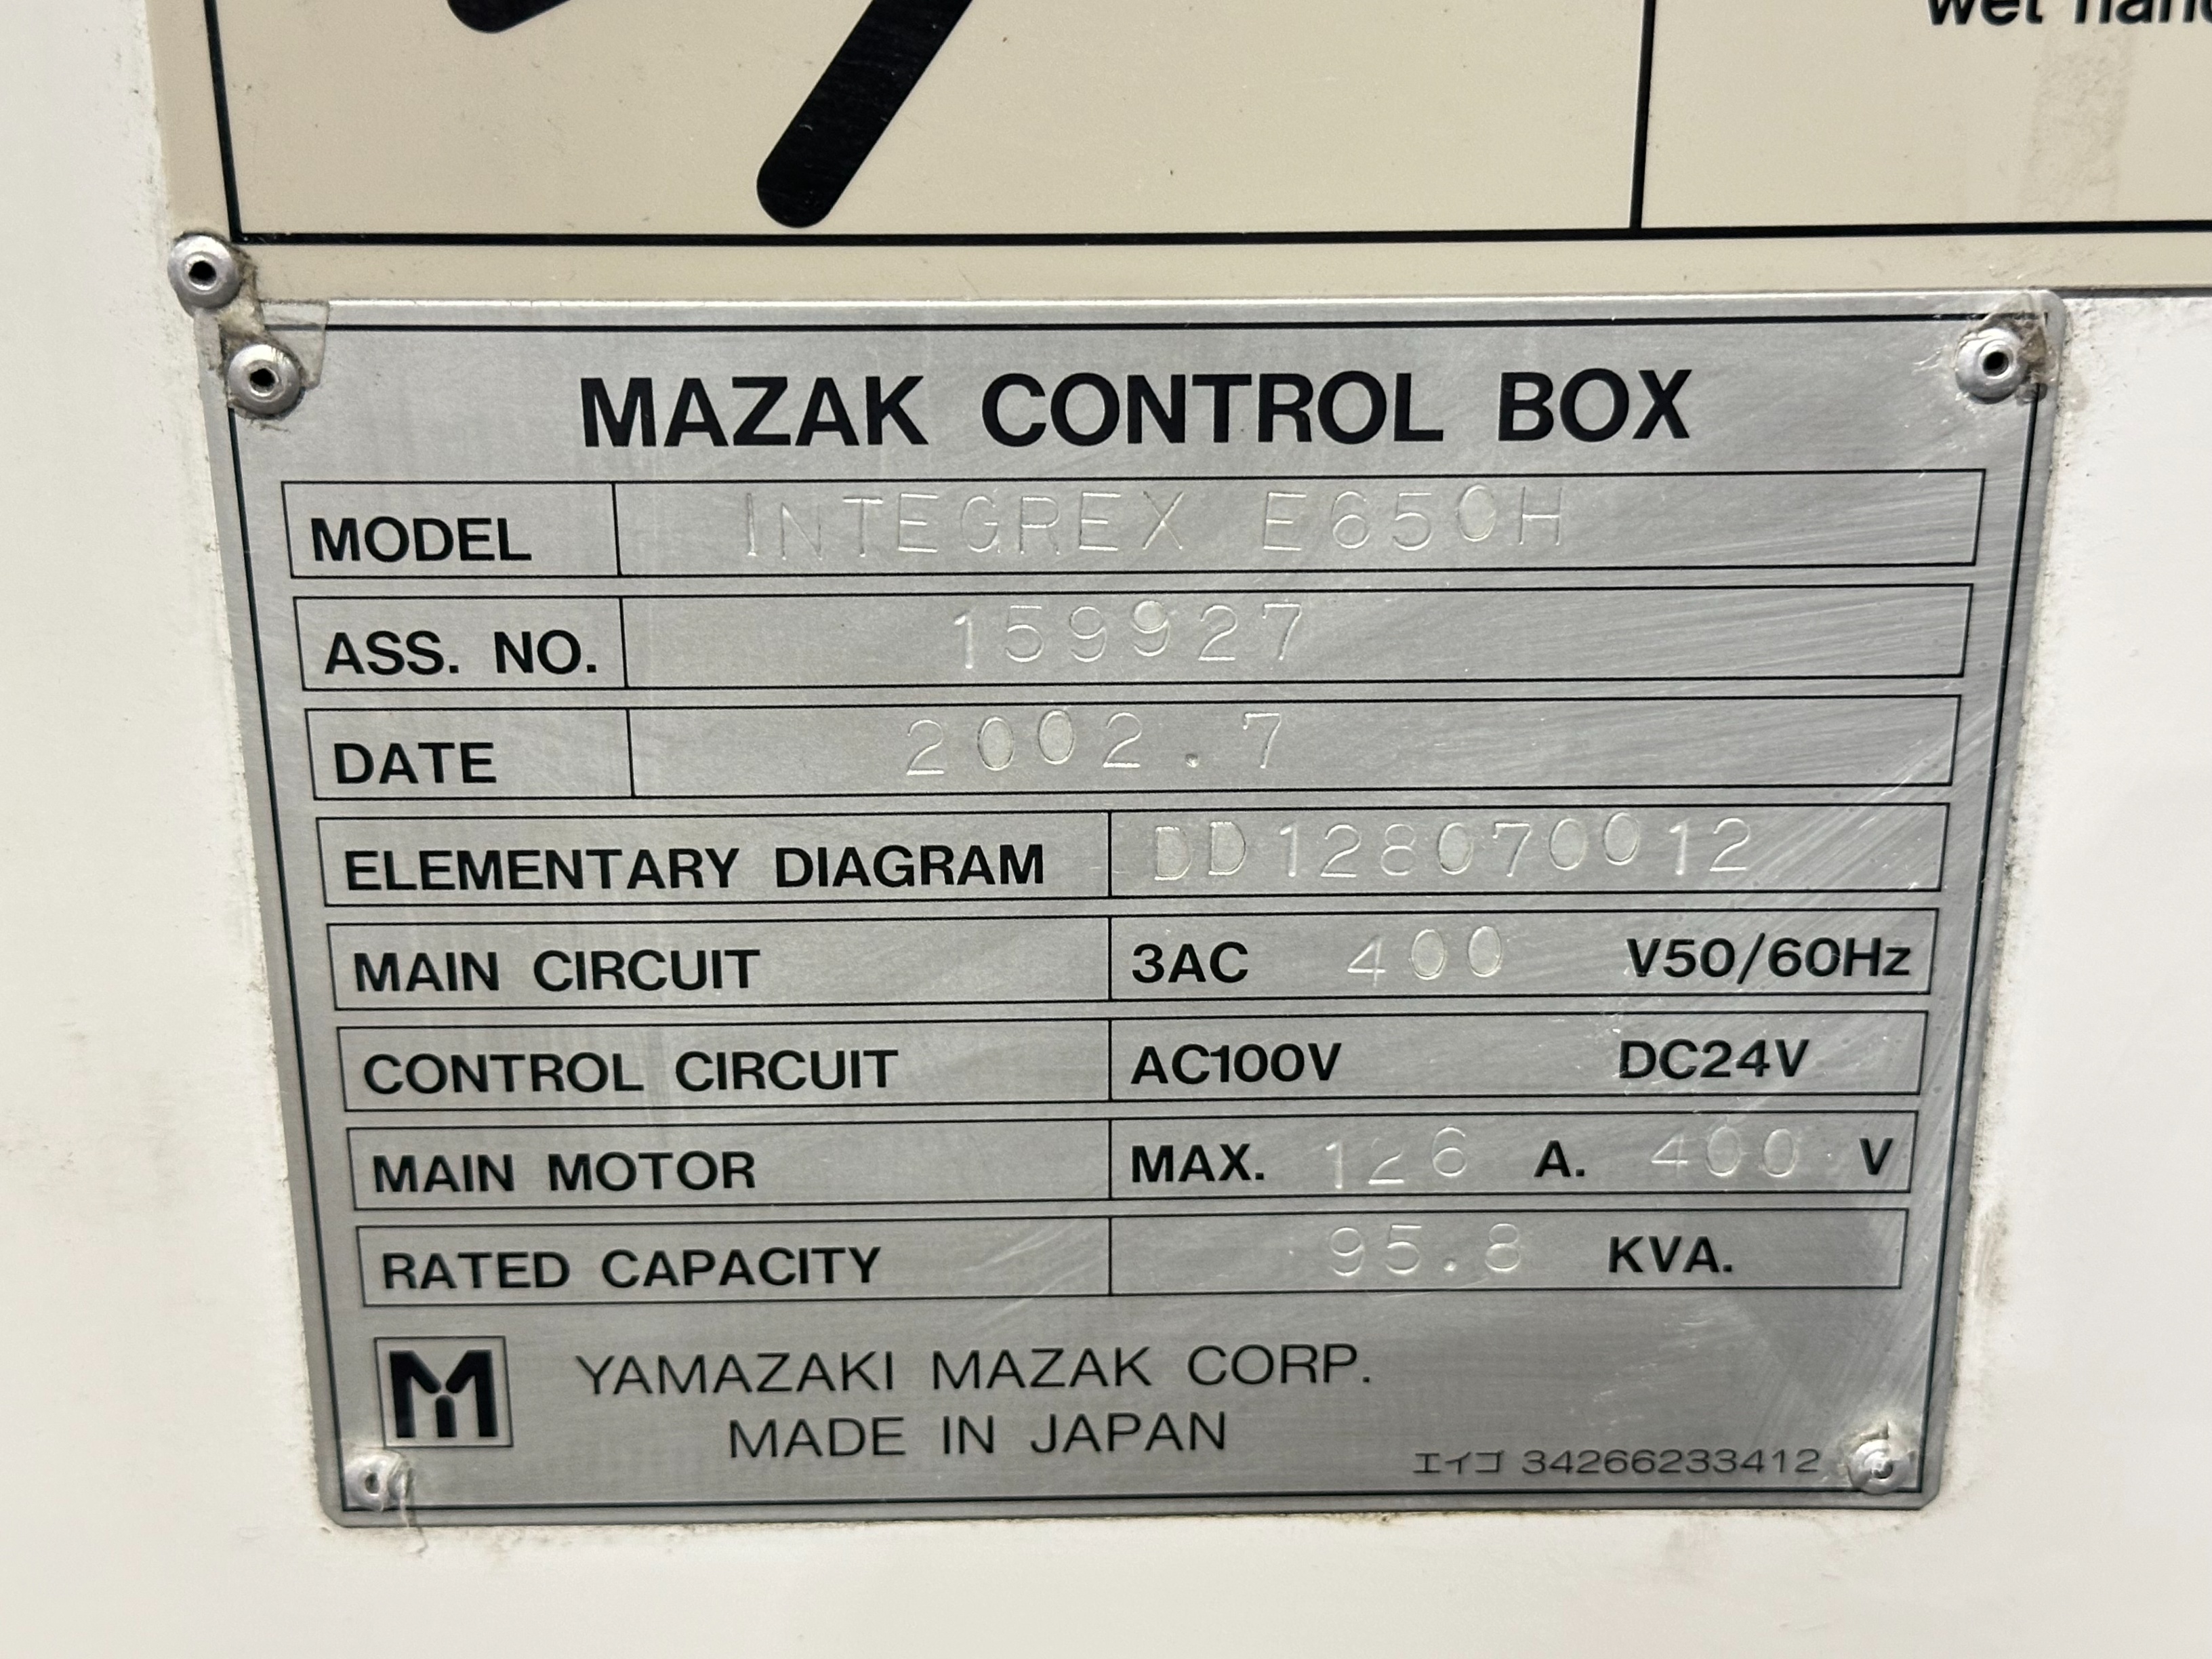 wet hand
MAZAK CONTROL BOX
MODEL INTEGREX E650H
ASS. NO. 159927
DATE 2002.7
ELEMENTARY DIAGRAM DD128070012
MAIN CIRCUIT 3AC 400 V50/60Hz
CONTROL CIRCUIT AC100V DC24V
MAIN MOTOR MAX. 126 A. 400 V
RATED CAPACITY 95.8 KVA.
YAMAZAKI MAZAK CORP.
MADE IN JAPAN
エイコ 34266233412